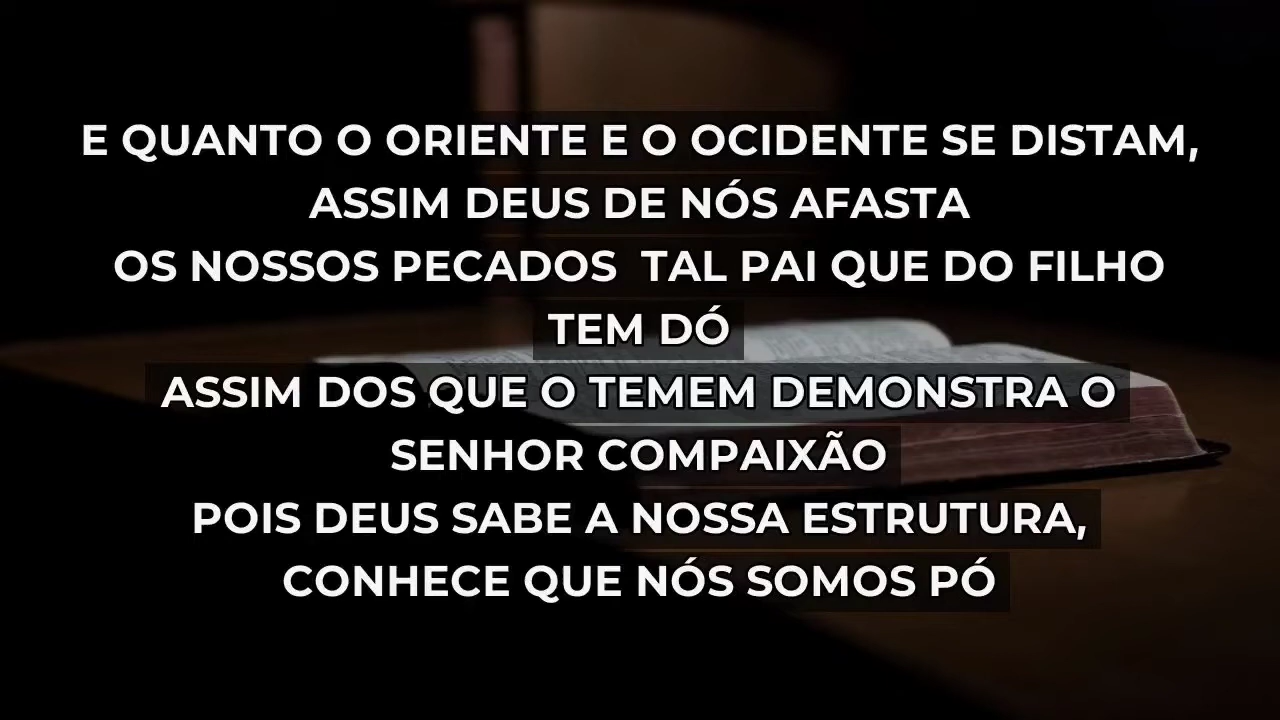 E QUANTO O ORIENTE E O OCIDENTE SE DISTAM,
ASSIM DEUS DE NÓS AFASTA
OS NOSSOS PECADOS  TAL PAI QUE DO FILHO
TEM DÓ
ASSIM DOS QUE O TEMEM DEMONSTRA O
SENHOR COMPAIXÃO
POIS DEUS SABE A NOSSA ESTRUTURA,
CONHECE QUE NÓS SOMOS PÓ